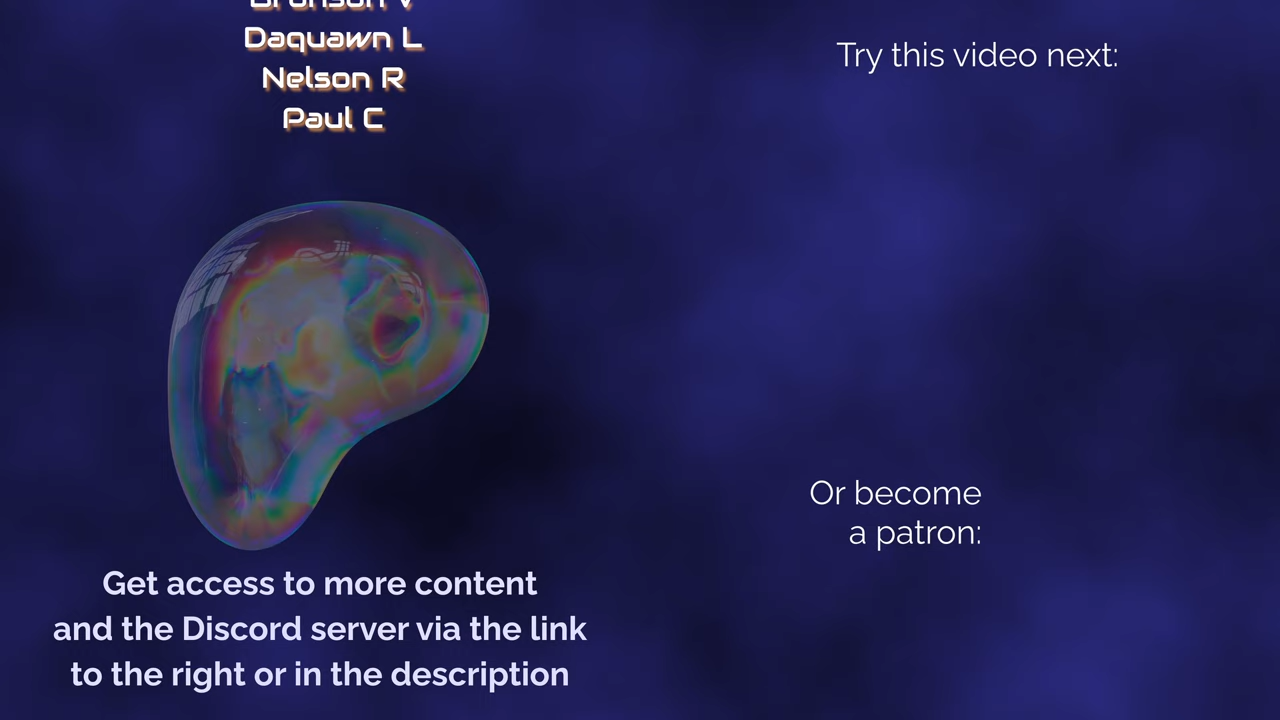 Daquawn L
Nelson R
Paul C
Try this video next:
Or become
a patron:
Get access to more content
and the Discord server via the link
to the right or in the description